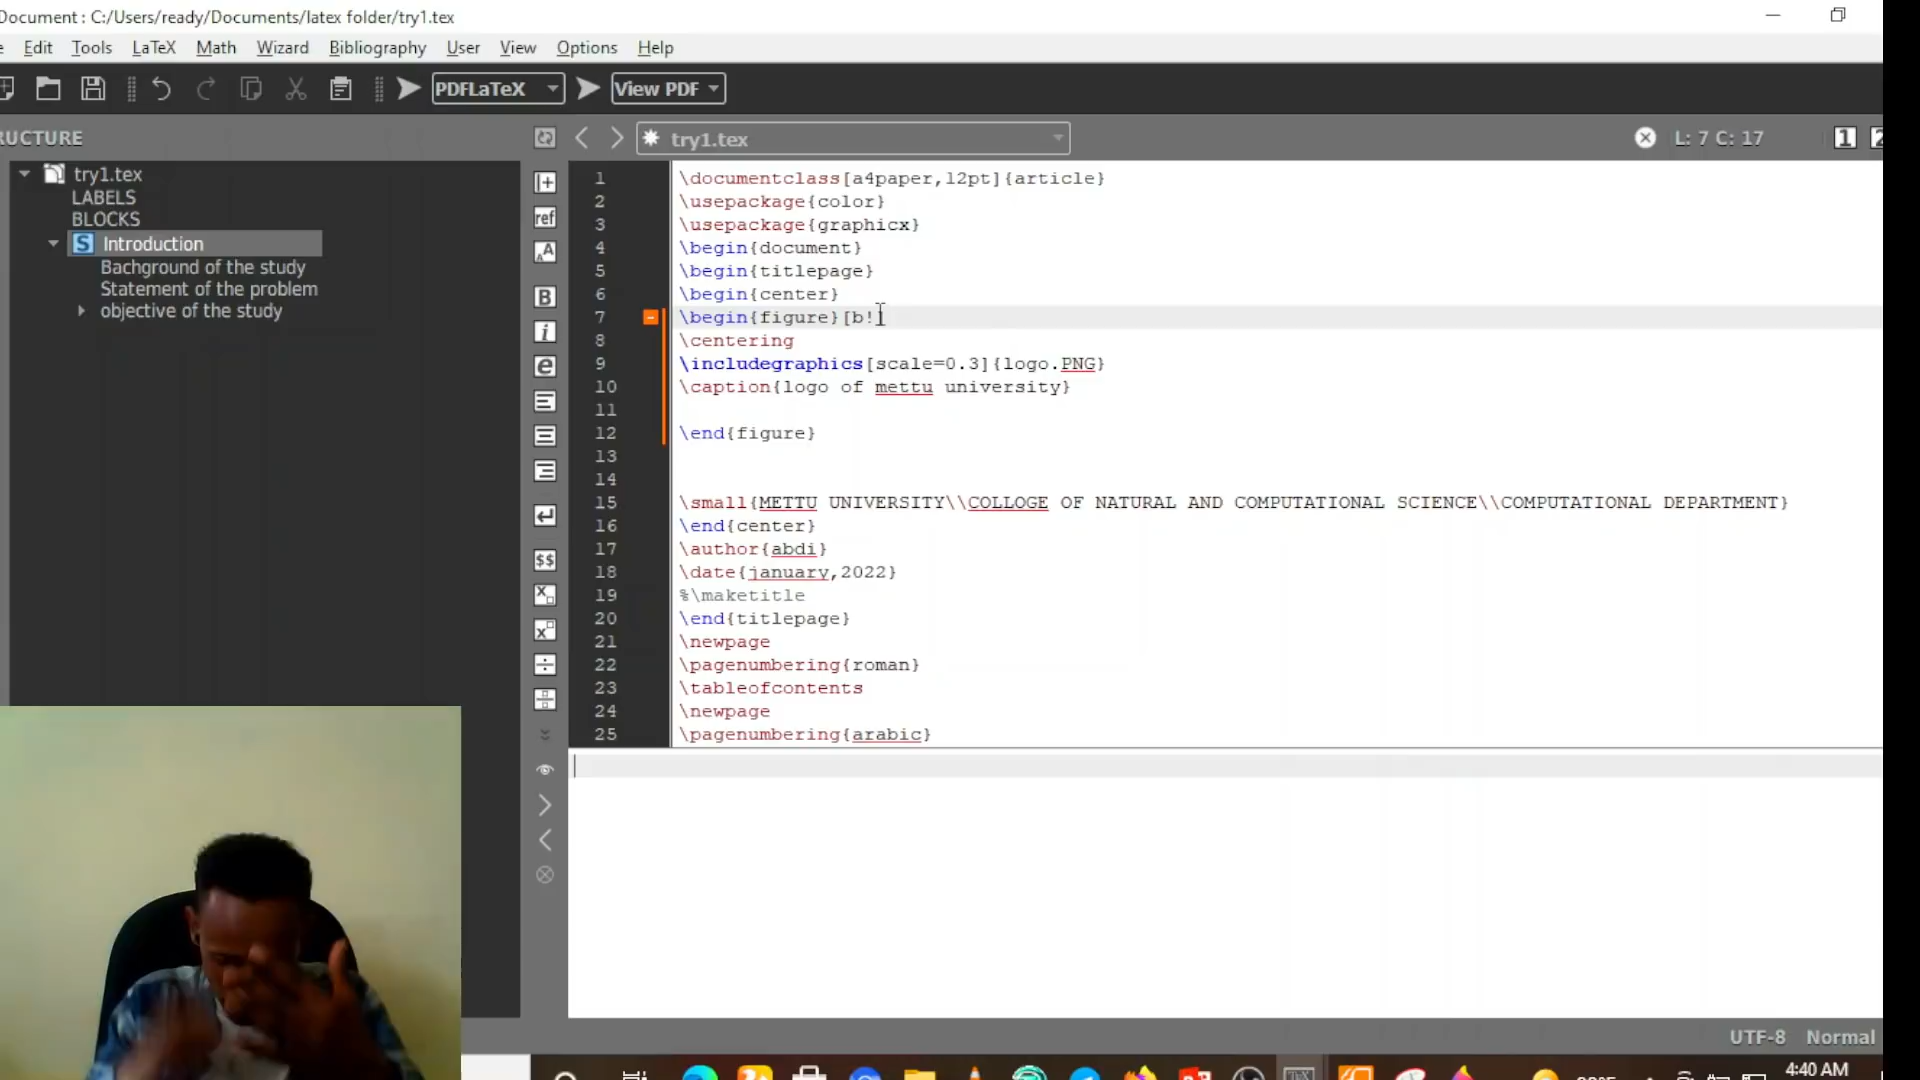 Document : C:/Users/ready/Documents/latex folder/try1.tex
Edit Tools LaTeX Math Wizard Bibliography User View Options Help
PDFLaTeX View PDF
RUCTURE
try1.tex L: 7 C: 17 1 2
try1.tex
LABELS
BLOCKS
S Introduction
Bachground of the study
Statement of the problem
objective of the study
ref
A
B
i
e
$$
1 \documentclass[a4paper,12pt]{article}
2 \usepackage{color}
3 \usepackage{graphicx}
4 \begin{document}
5 \begin{titlepage}
6 \begin{center}
7 \begin{figure}[b!]
8 \centering
9 \includegraphics[scale=0.3]{logo.PNG}
10 \caption{logo of mettu university}
11
12 \end{figure}
13
14
15 \small{METTU UNIVERSITY\\COLLOGE OF NATURAL AND COMPUTATIONAL SCIENCE\\COMPUTATIONAL DEPARTMENT}
16 \end{center}
17 \author{abdi}
18 \date{january,2022}
19 %\maketitle
20 \end{titlepage}
21 \newpage
22 \pagenumbering{roman}
23 \tableofcontents
24 \newpage
25 \pagenumbering{arabic}
UTF-8 Normal
4:40 AM